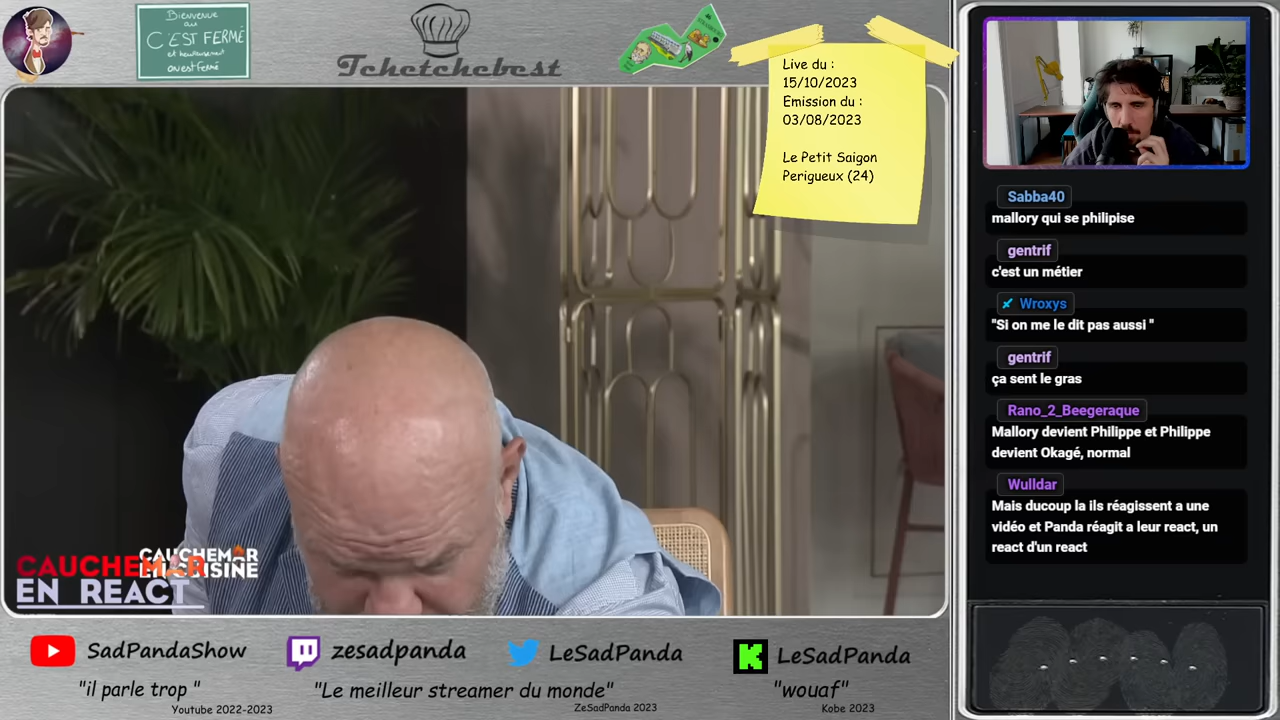 Bienvenue
au
C'EST FERMÉ
et heureusement
on est fermé
Tchetchebest
Live du :
15/10/2023
Emission du :
03/08/2023
Le Petit Saigon
Perigueux (24)
Sabba40
mallory qui se philipise
gentrif
c'est un métier
Wroxys
"Si on me le dit pas aussi "
gentrif
ça sent le gras
Rano_2_Beegeraque
Mallory devient Philippe et Philippe
devient Okagé, normal
Wulldar
Mais ducoup la ils réagissent a une
vidéo et Panda réagit a leur react, un
react d'un react
CAUCHEMAR
EN CUISINE
CAUCHEMAR
EN REACT
SadPandaShow
"il parle trop "
Youtube 2022-2023
zesadpanda
LeSadPanda
"Le meilleur streamer du monde"
ZeSadPanda 2023
LeSadPanda
"wouaf"
Kobe 2023